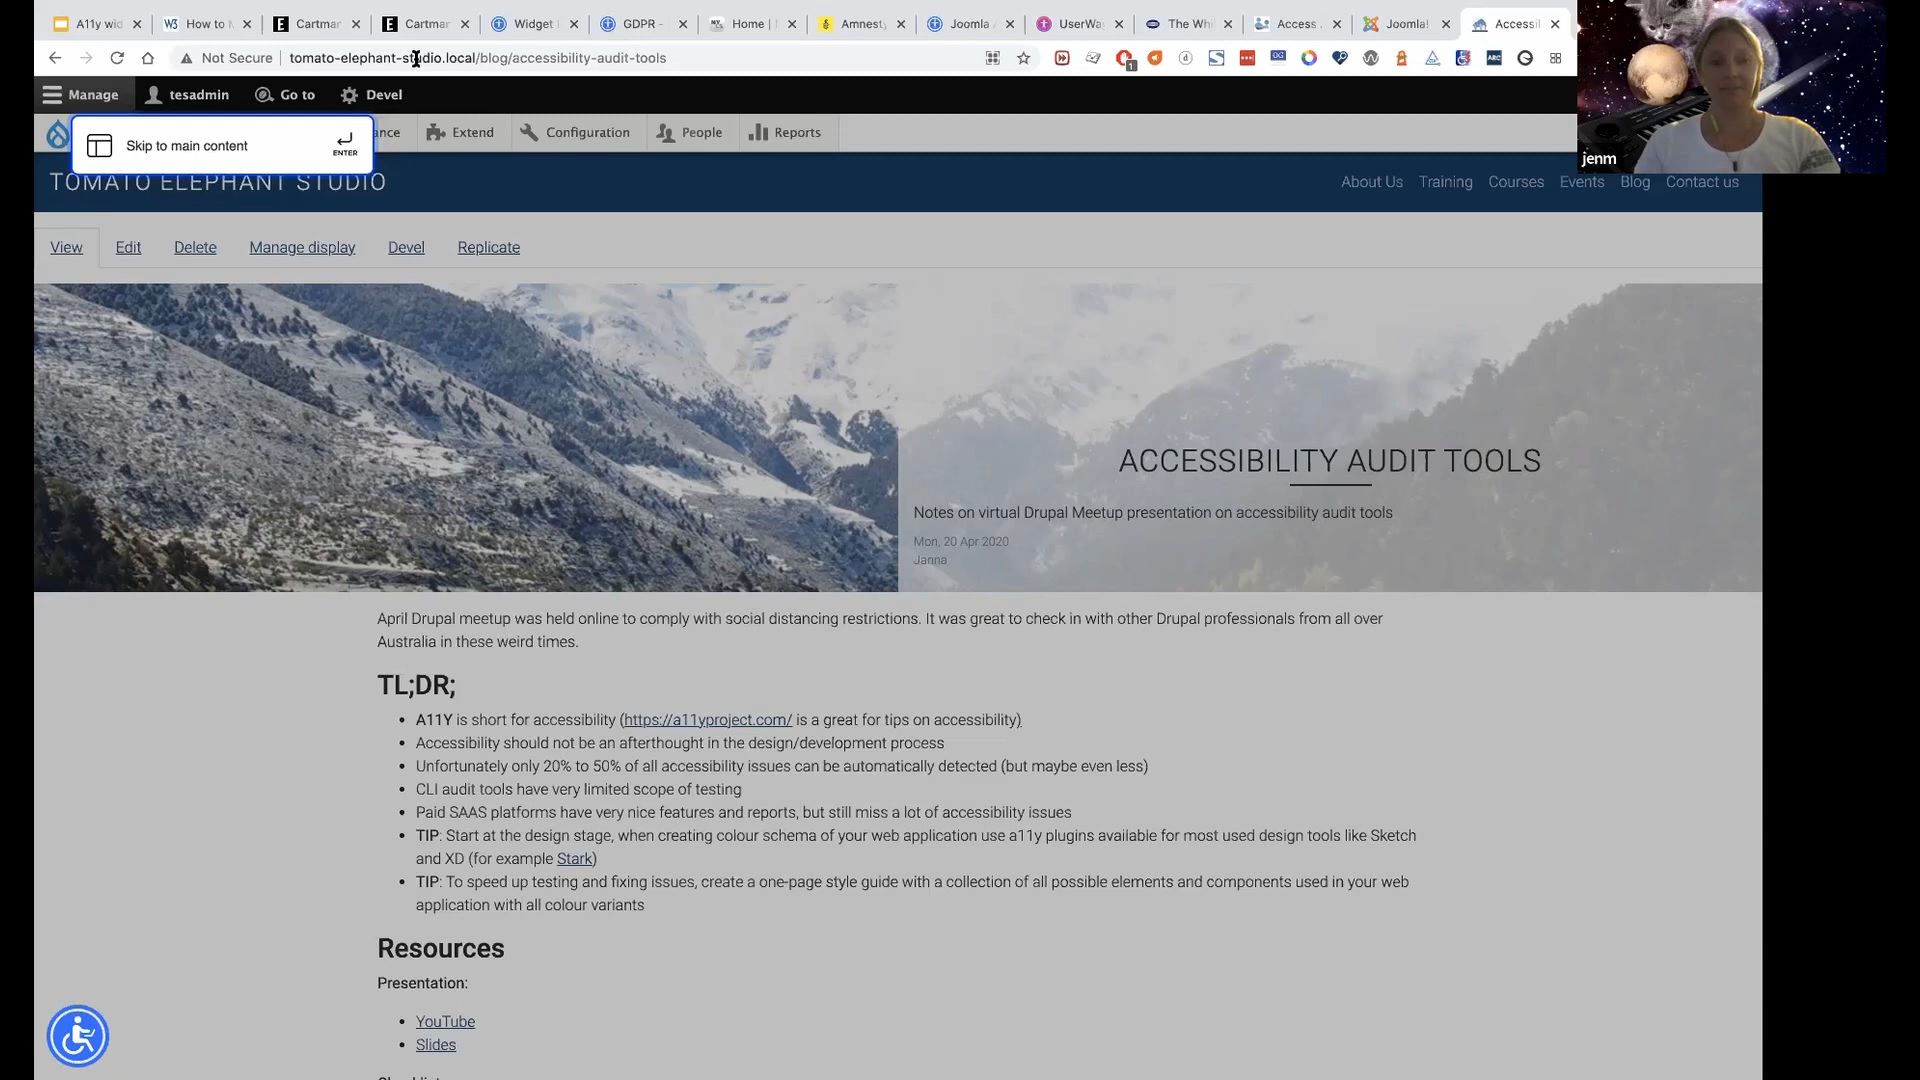 A11y wid
How to M
Cartmar
Cartmar
Widget
GDPR -
Home |
Amnest
Joomla
UserWa
The Whi
Access
Joomla!
Accessil
Not Secure
tomato-elephant-studio.local/blog/accessibility-audit-tools
1
Manage
tesadmin
Go to
Devel
jenm
Skip to main content
ENTER
ance
Extend
Configuration
People
Reports
TOMATO ELEPHANT STUDIO
About Us
Training
Courses
Events
Blog
Contact us
View
Edit
Delete
Manage display
Devel
Replicate
ACCESSIBILITY AUDIT TOOLS
Notes on virtual Drupal Meetup presentation on accessibility audit tools
Mon, 20 Apr 2020
Janna
April Drupal meetup was held online to comply with social distancing restrictions. It was great to check in with other Drupal professionals from all over
Australia in these weird times.
TL;DR;
• A11Y is short for accessibility (https://a11yproject.com/ is a great for tips on accessibility)
• Accessibility should not be an afterthought in the design/development process
• Unfortunately only 20% to 50% of all accessibility issues can be automatically detected (but maybe even less)
• CLI audit tools have very limited scope of testing
• Paid SAAS platforms have very nice features and reports, but still miss a lot of accessibility issues
• TIP: Start at the design stage, when creating colour schema of your web application use a11y plugins available for most used design tools like Sketch
and XD (for example Stark)
• TIP: To speed up testing and fixing issues, create a one-page style guide with a collection of all possible elements and components used in your web
application with all colour variants
Resources
Presentation:
• YouTube
• Slides